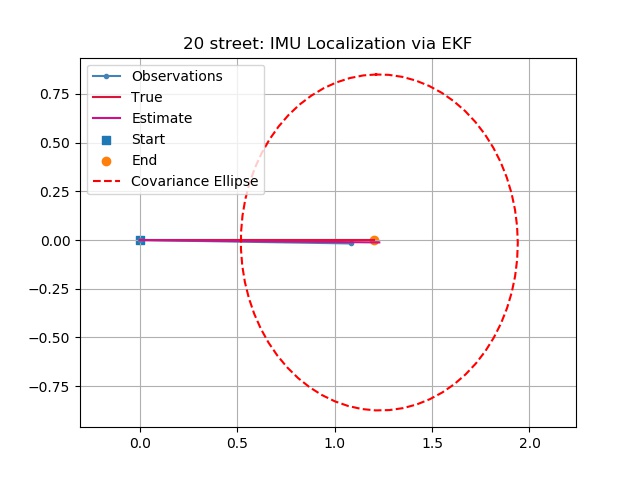 20 street: IMU Localization via EKF
Observations
True
Estimate
Start
End
Covariance Ellipse
0.75
0.50
0.25
0.00
−0.25
−0.50
−0.75
0.0 0.5 1.0 1.5 2.0